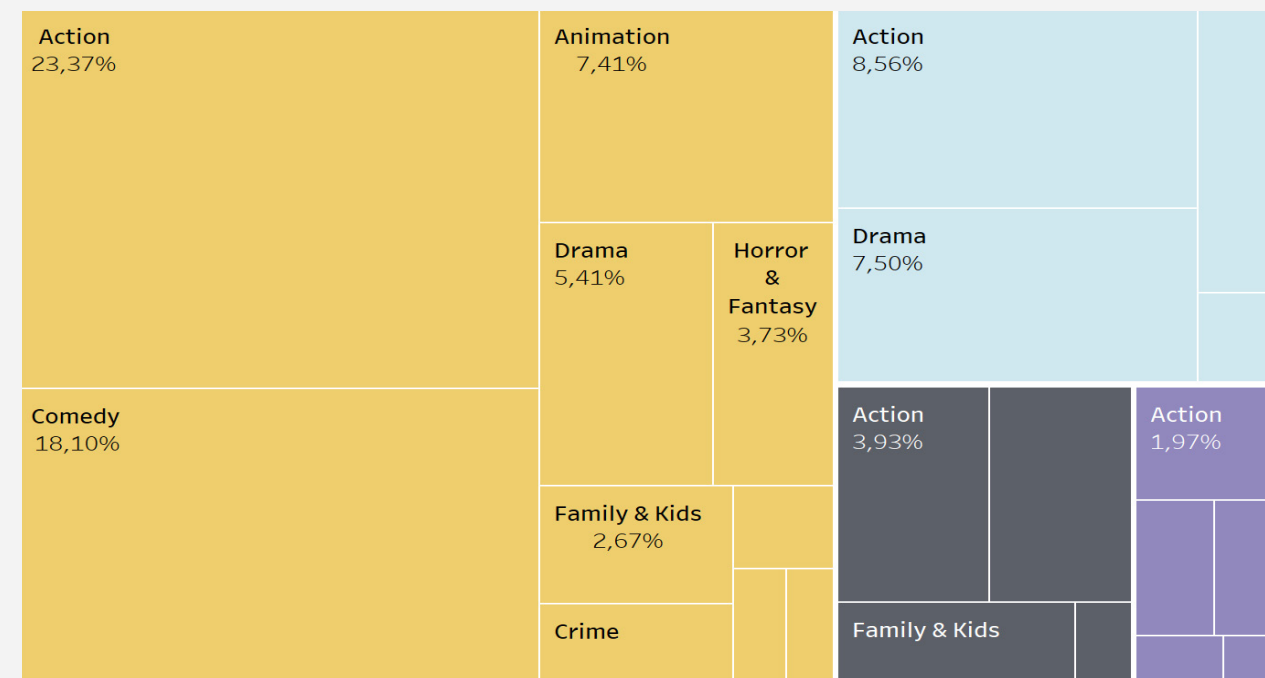 Action
23,37%
Comedy
18,10%
Animation
7,41%
Drama
5,41%
Horror
&
Fantasy
3,73%
Family & Kids
2,67%
Crime
Action
8,56%
Drama
7,50%
Action
3,93%
Family & Kids
Action
1,97%